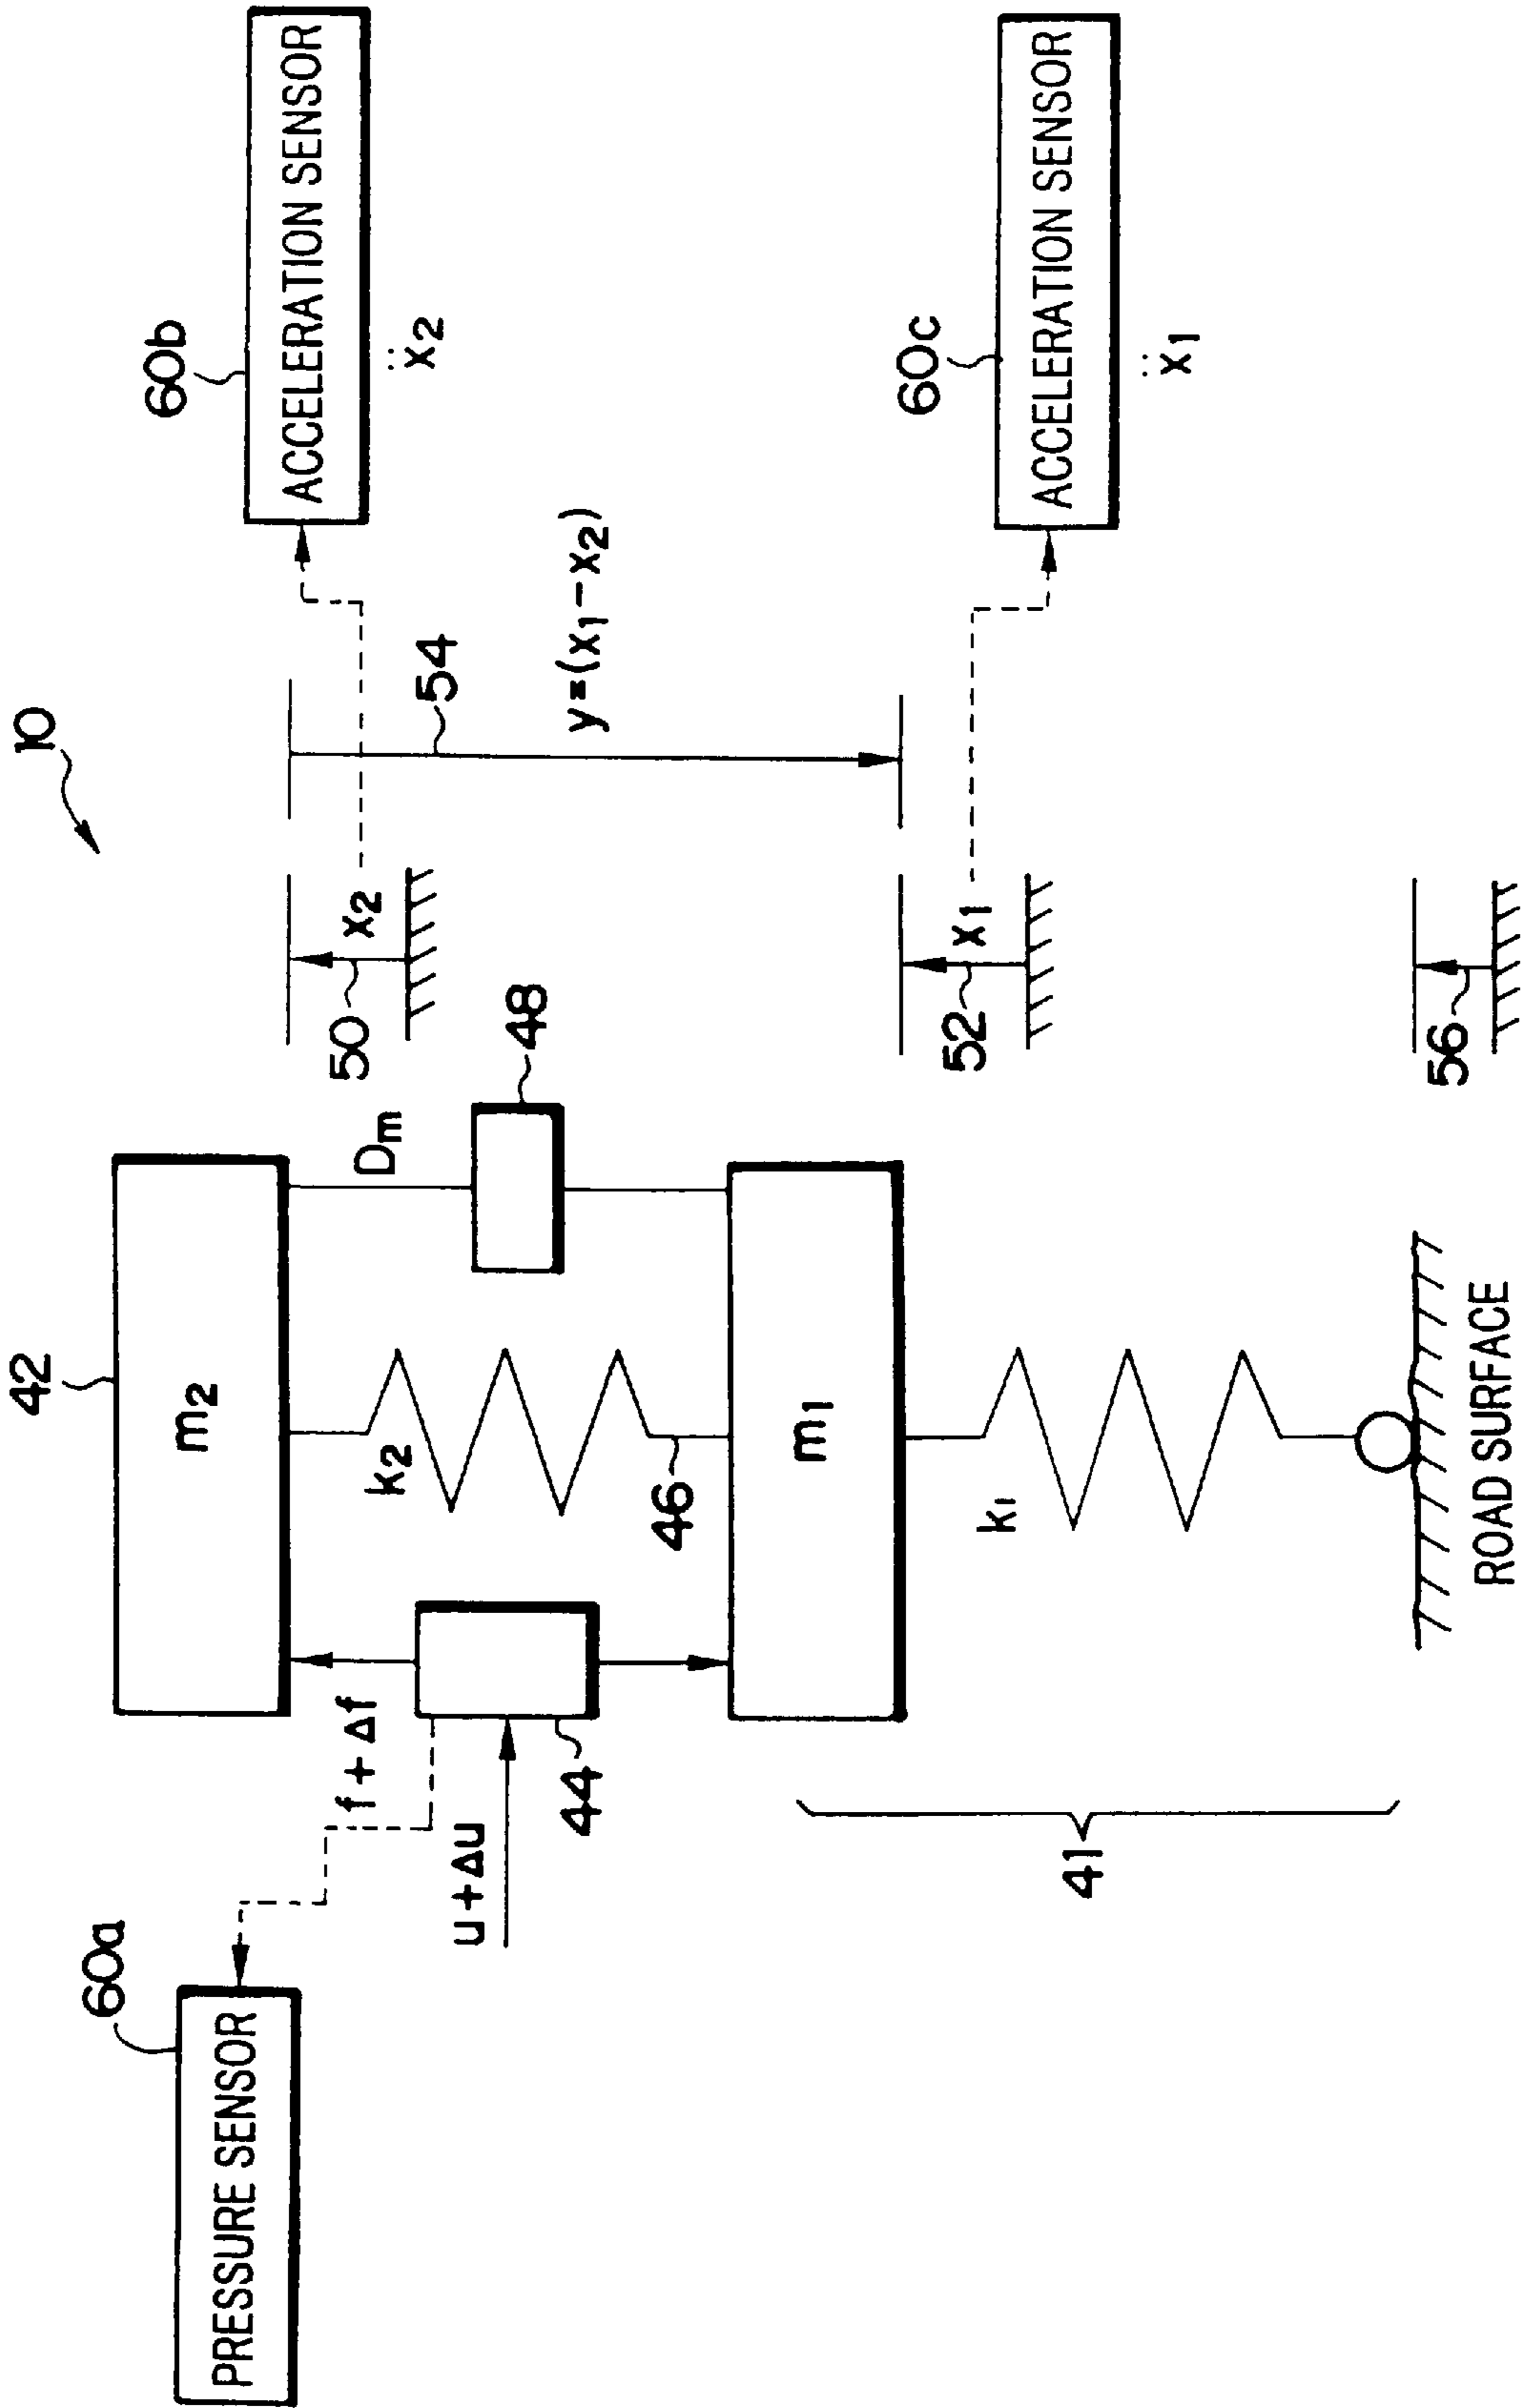 10
60a
PRESSURE SENSOR
42
m₂
60b
ACCELERATION SENSOR
ẍ₂
f+Δf
u+Δu
44
k₂
46
Dm
48
50
x₂
54
y=(x₁-x₂)
m₁
52
x₁
60c
ACCELERATION SENSOR
ẍ₁
41
k₁
56
ROAD SURFACE